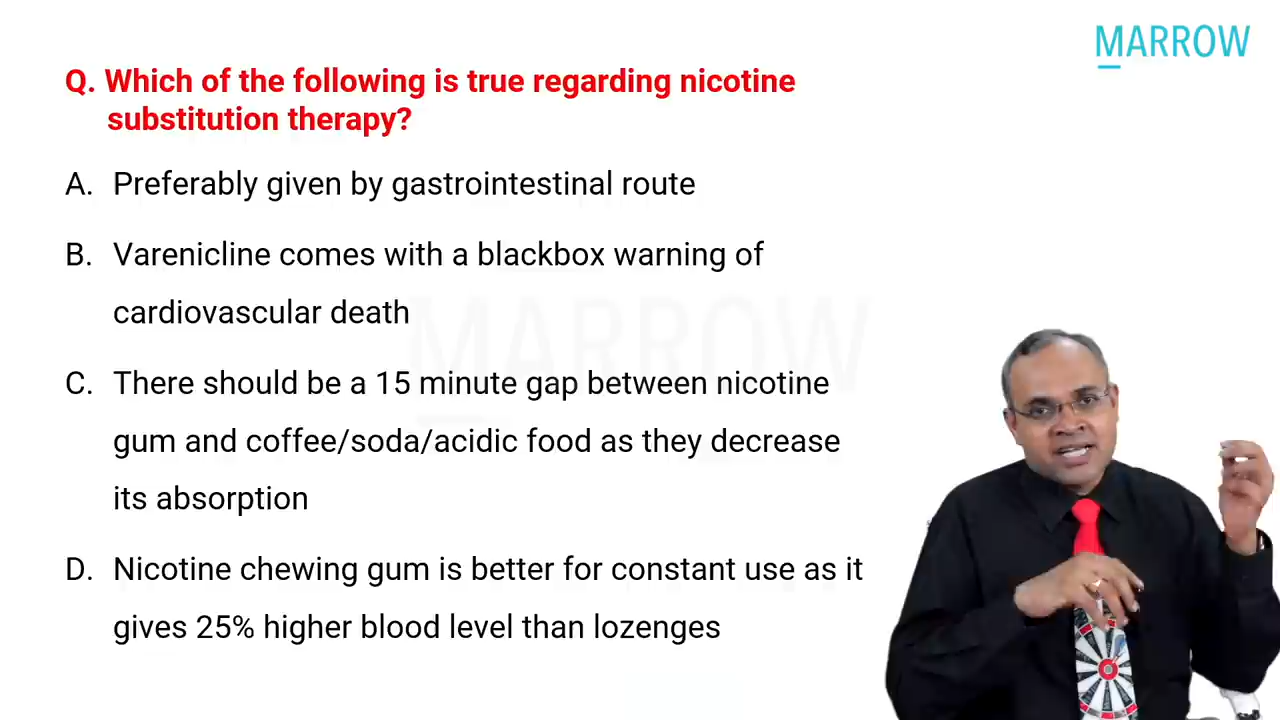 MARROW
Q. Which of the following is true regarding nicotine
substitution therapy?
A. Preferably given by gastrointestinal route
B. Varenicline comes with a blackbox warning of
cardiovascular death
C. There should be a 15 minute gap between nicotine
gum and coffee/soda/acidic food as they decrease
its absorption
D. Nicotine chewing gum is better for constant use as it
gives 25% higher blood level than lozenges
MARROW